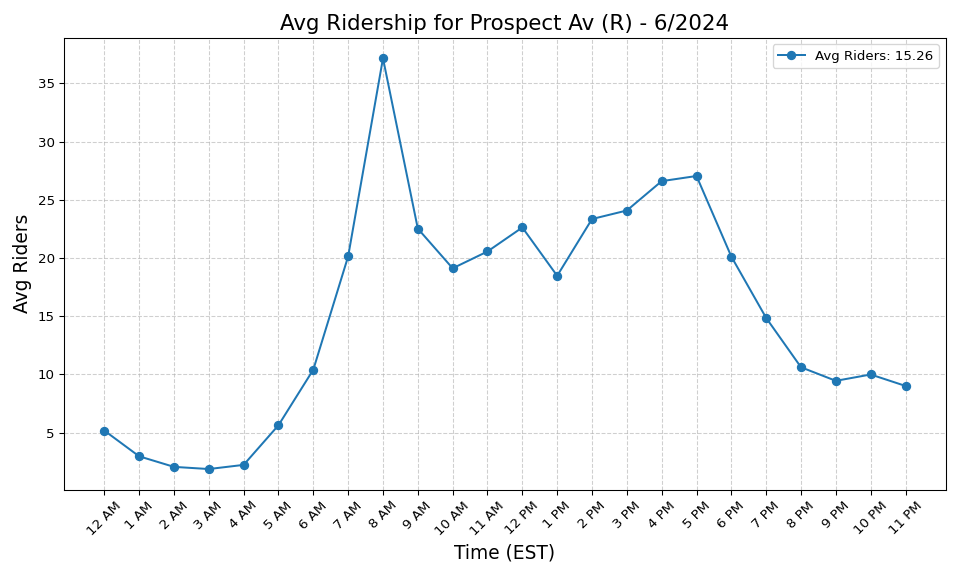 Avg Ridership for Prospect Av (R) - 6/2024
Avg Riders: 15.26
Avg Riders
35
30
25
20
15
10
5
12 AM
1 AM
2 AM
3 AM
4 AM
5 AM
6 AM
7 AM
8 AM
9 AM
10 AM
11 AM
12 PM
1 PM
2 PM
3 PM
4 PM
5 PM
6 PM
7 PM
8 PM
9 PM
10 PM
11 PM
Time (EST)